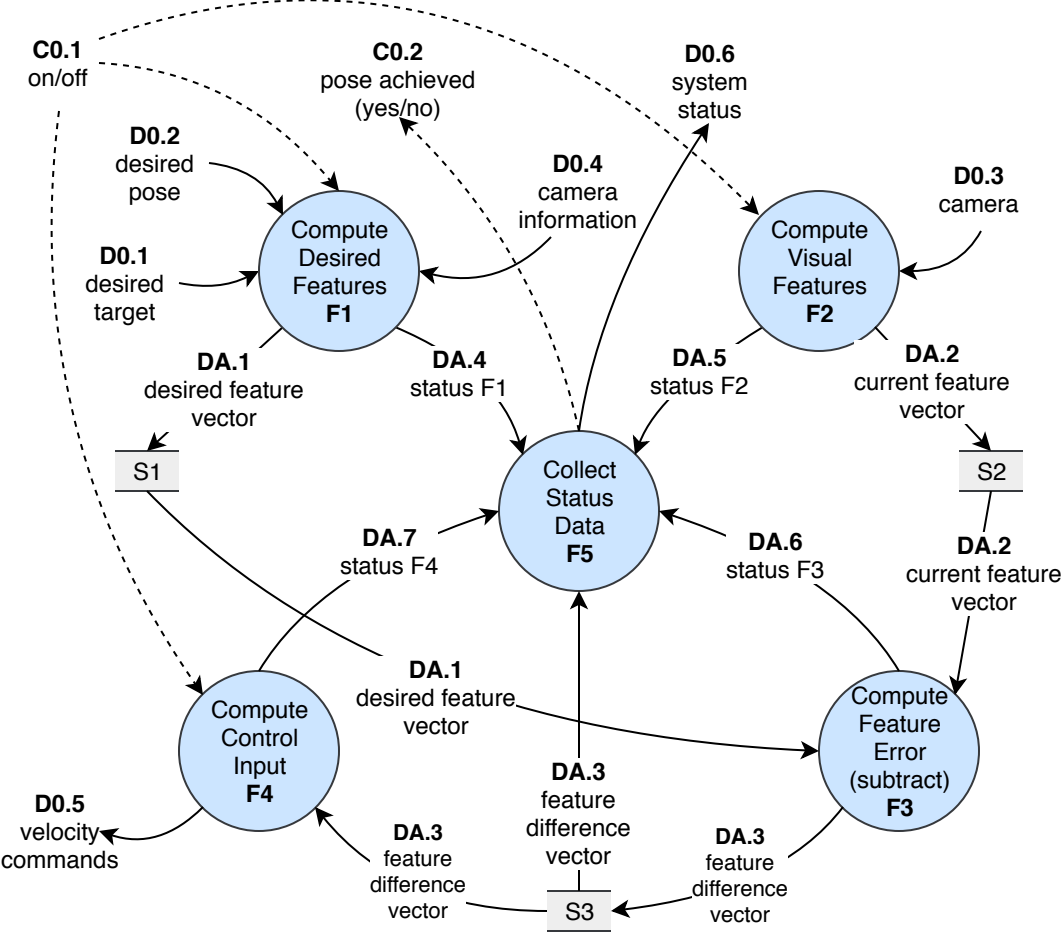 C0.1
on/off
C0.2
pose achieved
(yes/no)
D0.6
system
status
D0.2
desired
pose
D0.4
camera
information
D0.3
camera
D0.1
desired
target
Compute
Desired
Features
F1
Compute
Visual
Features
F2
DA.1
desired feature
vector
DA.4
status F1
DA.5
status F2
DA.2
current feature
vector
S1
Collect
Status
Data
F5
S2
DA.7
status F4
DA.6
status F3
DA.2
current feature
vector
DA.1
desired feature
vector
Compute
Control
Input
F4
Compute
Feature
Error
(subtract)
F3
D0.5
velocity
commands
DA.3
feature
difference
vector
DA.3
feature
difference
vector
DA.3
feature
difference
vector
S3